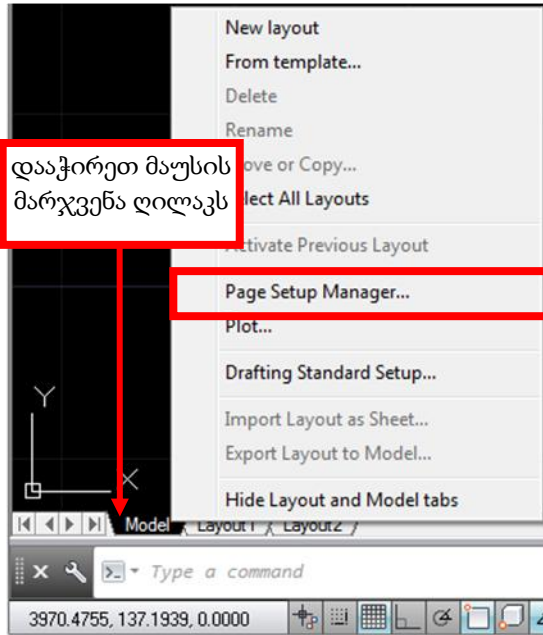 New layout
From template...
Delete
Rename
ove or Copy...
lect All Layouts
დააჭირეთ მაუსის
მარჯვენა ღილაკს
Activate Previous Layout
Page Setup Manager...
Plot...
Drafting Standard Setup...
Import Layout as Sheet...
Export Layout to Model...
Hide Layout and Model tabs
Y
X
Model Layout1 Layout2
Type a command
3970.4755, 137.1939, 0.0000